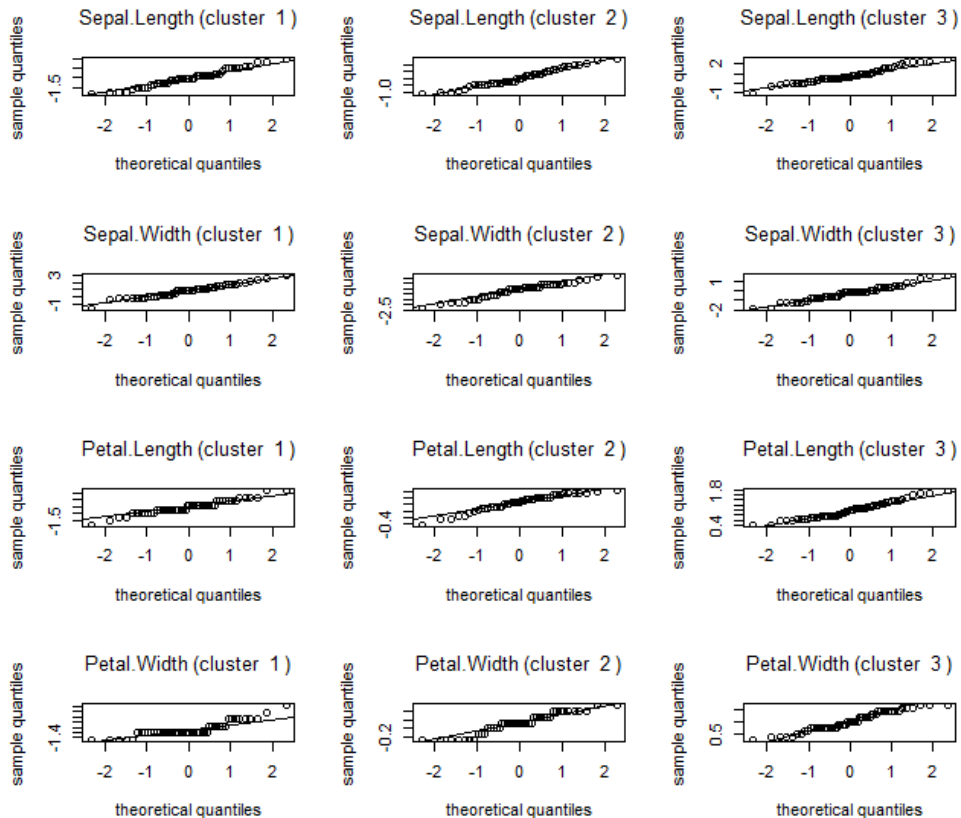 Sepal.Length (cluster 1 )
sample quantiles
-1.5
-2 -1 0 1 2
theoretical quantiles
Sepal.Length (cluster 2 )
sample quantiles
-1.0
-2 -1 0 1 2
theoretical quantiles
Sepal.Length (cluster 3 )
sample quantiles
2
-1
-2 -1 0 1 2
theoretical quantiles
Sepal.Width (cluster 1 )
sample quantiles
3
-1
-2 -1 0 1 2
theoretical quantiles
Sepal.Width (cluster 2 )
sample quantiles
-2.5
-2 -1 0 1 2
theoretical quantiles
Sepal.Width (cluster 3 )
sample quantiles
1
-2
-2 -1 0 1 2
theoretical quantiles
Petal.Length (cluster 1 )
sample quantiles
-1.5
-2 -1 0 1 2
theoretical quantiles
Petal.Length (cluster 2 )
sample quantiles
-0.4
-2 -1 0 1 2
theoretical quantiles
Petal.Length (cluster 3 )
sample quantiles
1.8
0.4
-2 -1 0 1 2
theoretical quantiles
Petal.Width (cluster 1 )
sample quantiles
-1.4
-2 -1 0 1 2
theoretical quantiles
Petal.Width (cluster 2 )
sample quantiles
-0.2
-2 -1 0 1 2
theoretical quantiles
Petal.Width (cluster 3 )
sample quantiles
0.5
-2 -1 0 1 2
theoretical quantiles